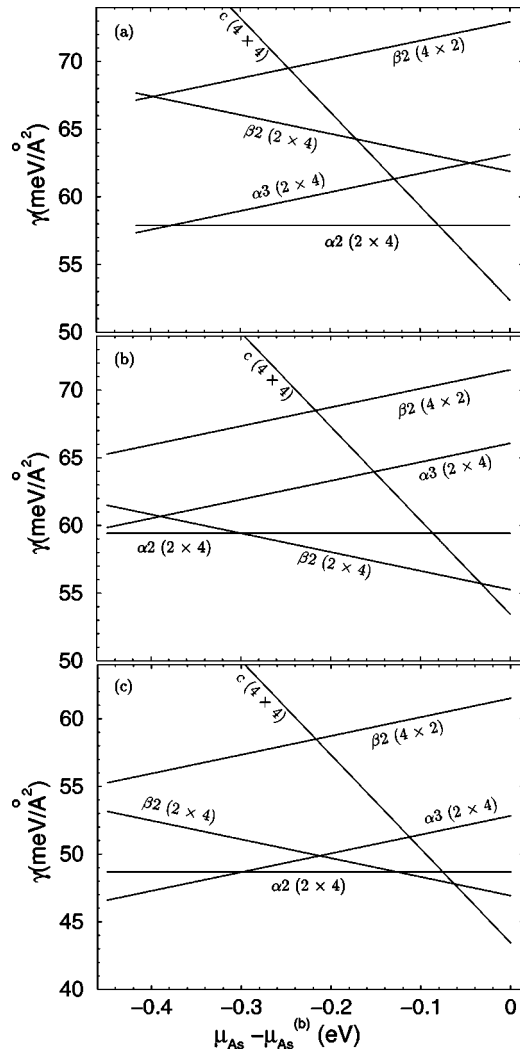 (a)
c (4 × 4)
β2 (4 × 2)
β2 (2 × 4)
α3 (2 × 4)
α2 (2 × 4)
γ(meV/Å²)
70
65
60
55
50
(b)
c (4 × 4)
β2 (4 × 2)
α3 (2 × 4)
α2 (2 × 4)
β2 (2 × 4)
γ(meV/Å²)
70
65
60
55
50
(c)
c (4 × 4)
β2 (4 × 2)
β2 (2 × 4)
α3 (2 × 4)
α2 (2 × 4)
γ(meV/Å²)
60
55
50
45
40
−0.4 −0.3 −0.2 −0.1 0
μAs −μAs(b) (eV)